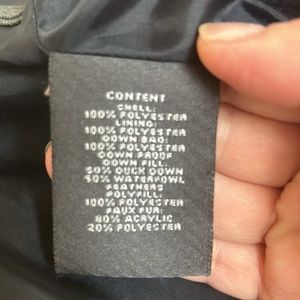 CONTENT
SHELL:
100% POLYESTER
LINING:
100% POLYESTER
DOWN BAG:
100% POLYESTER
DOWN PROOF
DOWN FILL:
50% DUCK DOWN
50% WATERFOWL
FEATHERS
POLYFILL:
100% POLYESTER
FAUX FUR:
80% ACRYLIC
20% POLYESTER